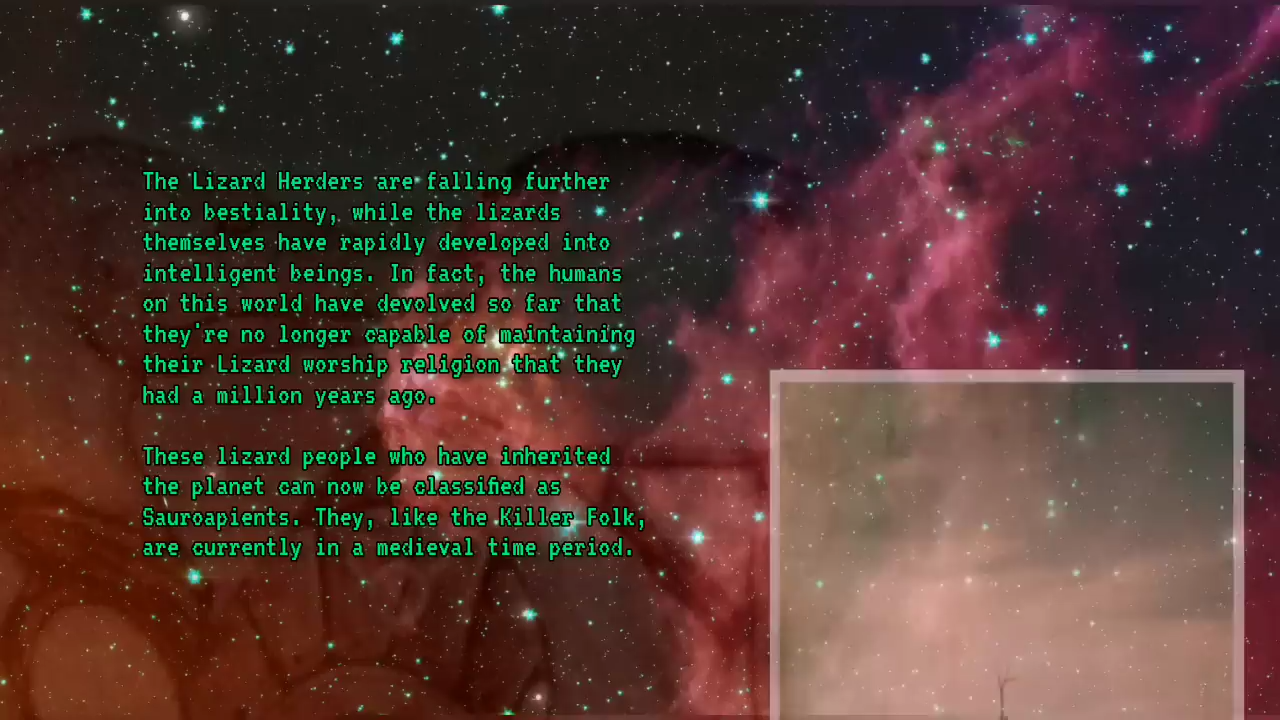 The Lizard Herders are falling further
into bestiality, while the lizards
themselves have rapidly developed into
intelligent beings. In fact, the humans
on this world have devolved so far that
they're no longer capable of maintaining
their Lizard worship religion that they
had a million years ago.
These lizard people who have inherited
the planet can now be classified as
Sauroapients. They, like the Killer Folk,
are currently in a medieval time period.